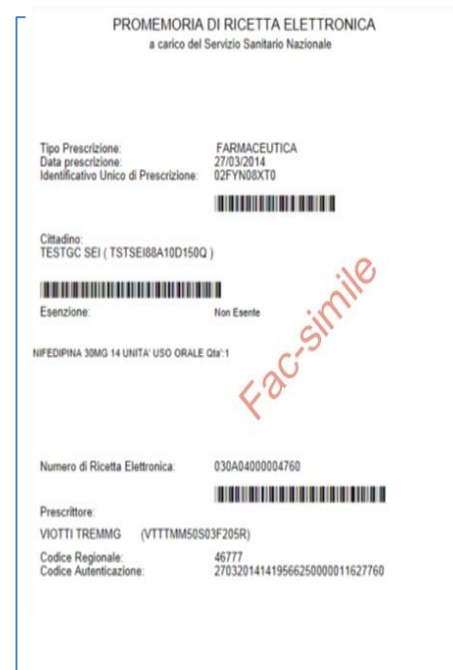 PROMEMORIA DI RICETTA ELETTRONICA
a carico del Servizio Sanitario Nazionale
Tipo Prescrizione: FARMACEUTICA
Data prescrizione: 27/03/2014
Identificativo Unico di Prescrizione: 02FYN08XT0
Cittadino:
TESTGC SEI ( TSTSEI88A10D150Q )
Esenzione: Non Esente
NIFEDIPINA 30MG 14 UNITA' USO ORALE Qta':1
Fac-simile
Numero di Ricetta Elettronica: 030A04000004760
Prescrittore:
VIOTTI TREMMG (VTTTMM50S03F205R)
Codice Regionale: 46777
Codice Autenticazione: 270320141419566250000011627760